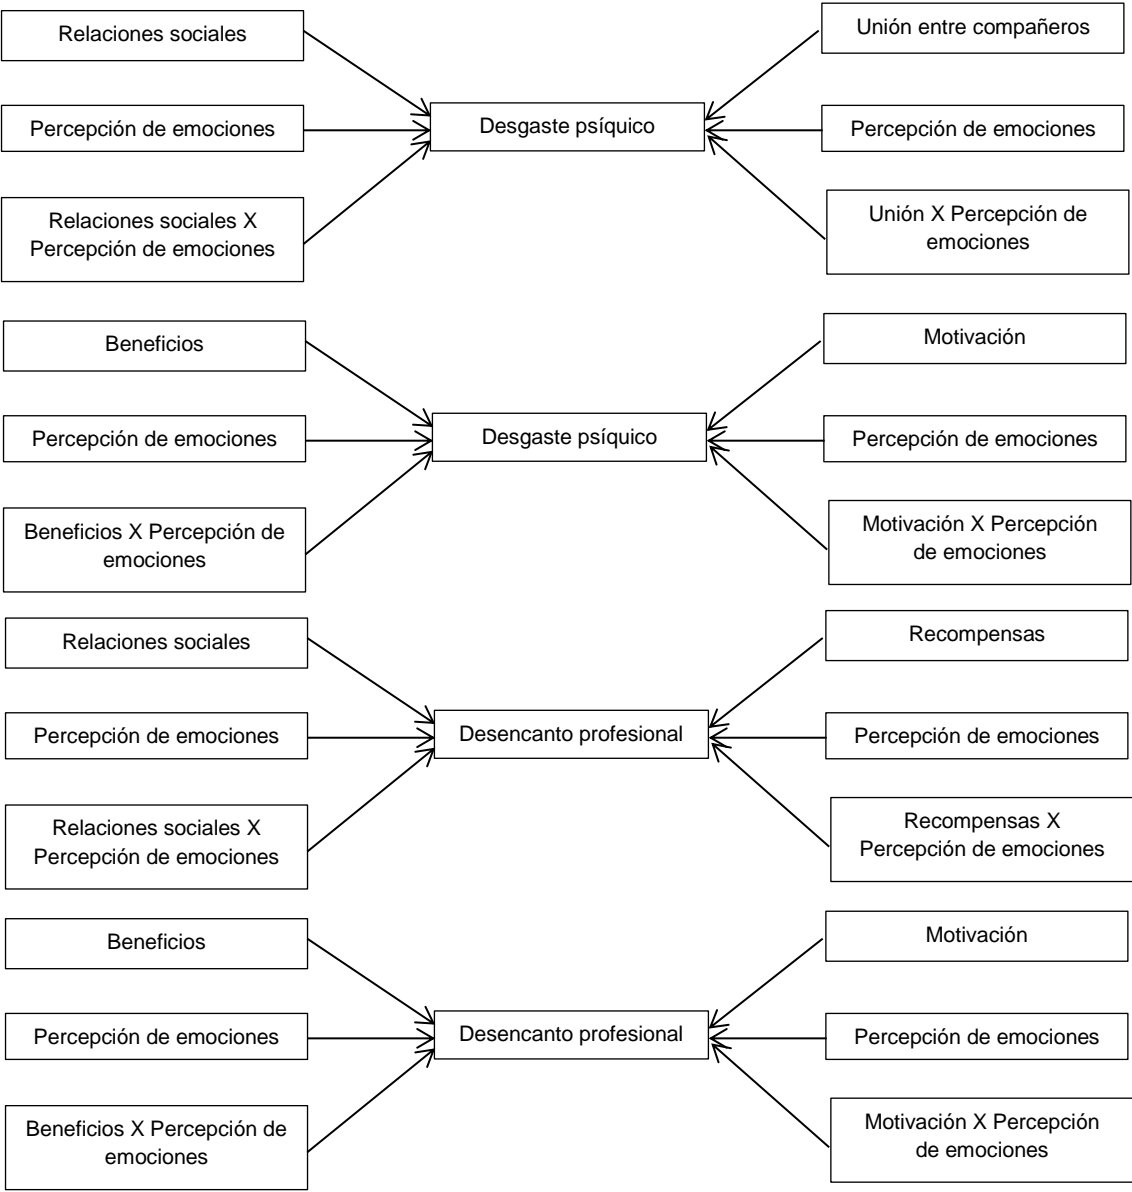 Relaciones sociales
Unión entre compañeros
Percepción de emociones
Desgaste psíquico
Percepción de emociones
Relaciones sociales X
Percepción de emociones
Unión X Percepción de
emociones
Beneficios
Motivación
Percepción de emociones
Desgaste psíquico
Percepción de emociones
Beneficios X Percepción de
emociones
Motivación X Percepción
de emociones
Relaciones sociales
Recompensas
Percepción de emociones
Desencanto profesional
Percepción de emociones
Relaciones sociales X
Percepción de emociones
Recompensas X
Percepción de emociones
Beneficios
Motivación
Percepción de emociones
Desencanto profesional
Percepción de emociones
Beneficios X Percepción de
emociones
Motivación X Percepción
de emociones